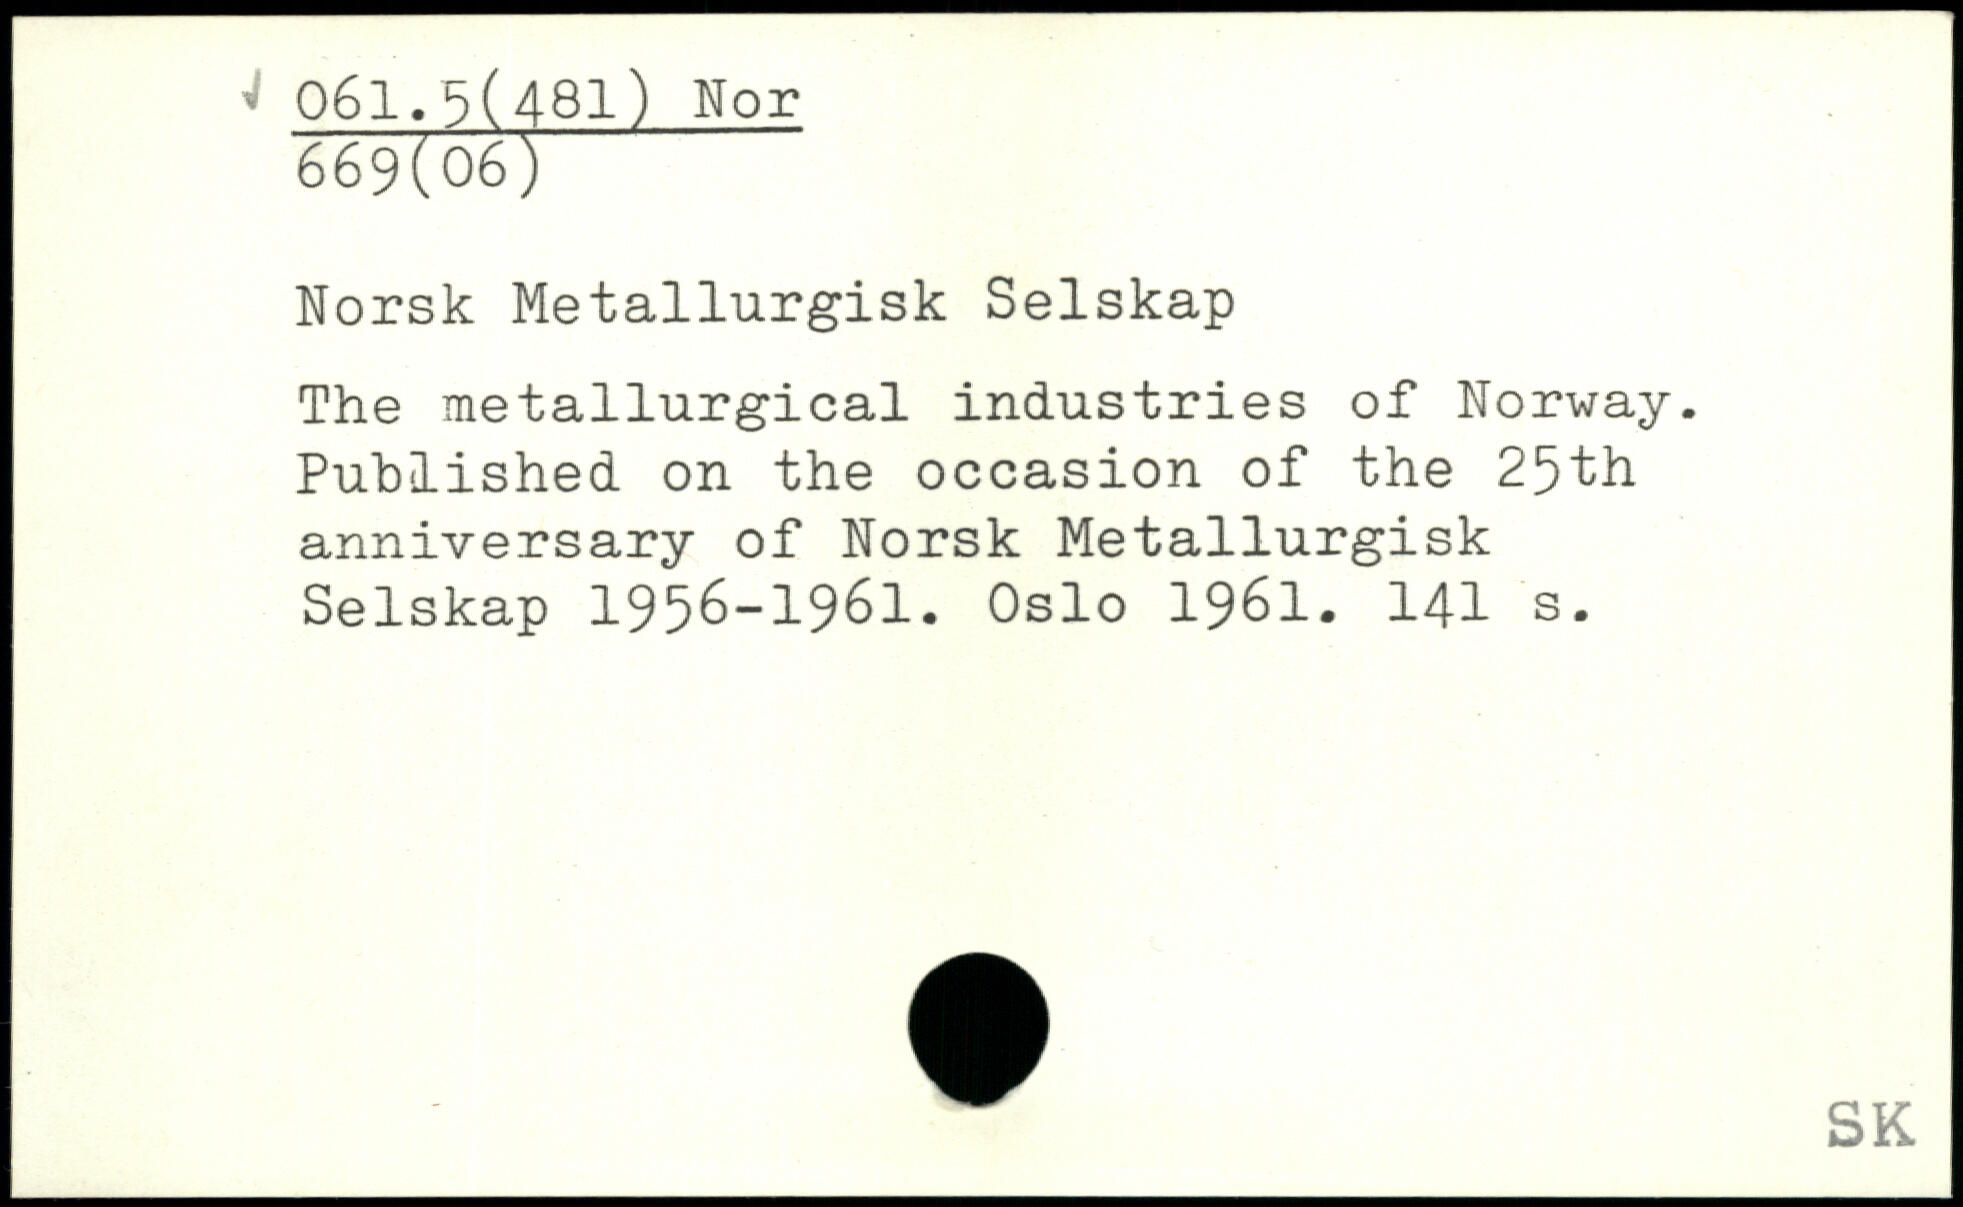 061.5(481) Nor
669(06)
Norsk Metallurgisk Selskap
The metallurgical industries of Norway.
Published on the occasion of the 25th
anniversary of Norsk Metallurgisk
Selskap 1956-1961. Oslo 1961. 141 s.
SK